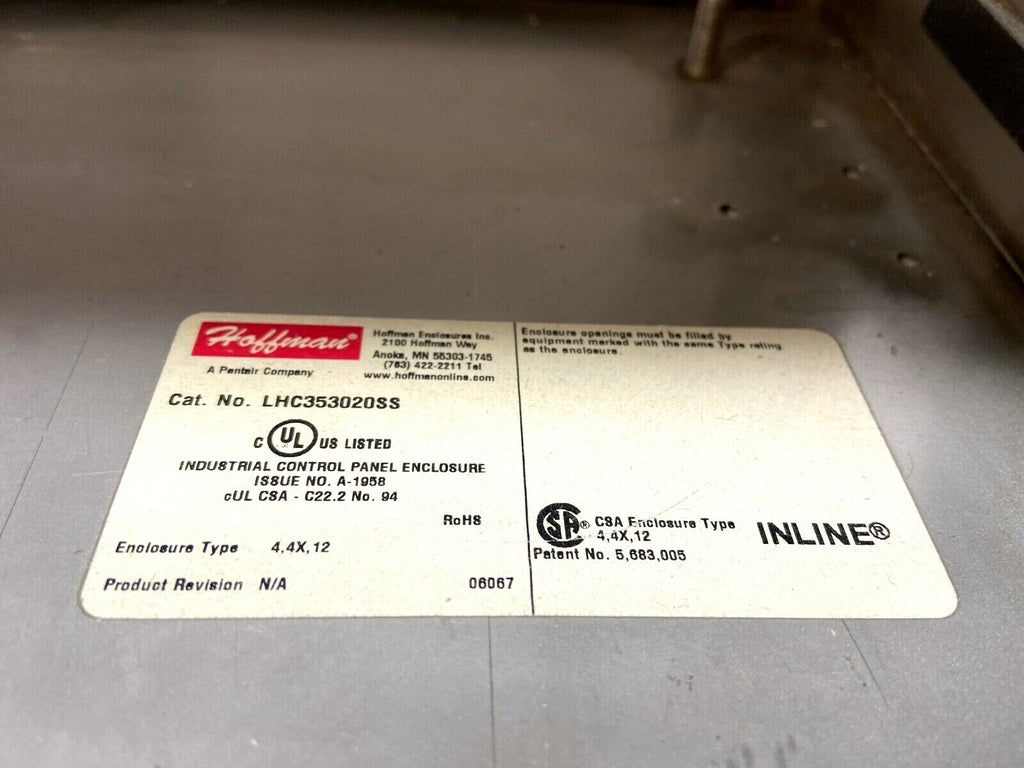 Hoffman®
A Pentair Company
Hoffman Enclosures Inc.
2100 Hoffman Way
Anoka, MN 55303-1745
(763) 422-2211 Tel
www.hoffmanonline.com
Cat. No. LHC353020SS
C UL US LISTED
INDUSTRIAL CONTROL PANEL ENCLOSURE
ISSUE NO. A-1958
cUL CSA - C22.2 No. 94
RoHS
Enclosure Type 4,4X,12
Product Revision N/A 06067
Enclosure openings must be filled by
equipment marked with the same Type rating
as the enclosure.
SA® CSA Enclosure Type
4,4X,12
Patent No. 5,683,005
INLINE®